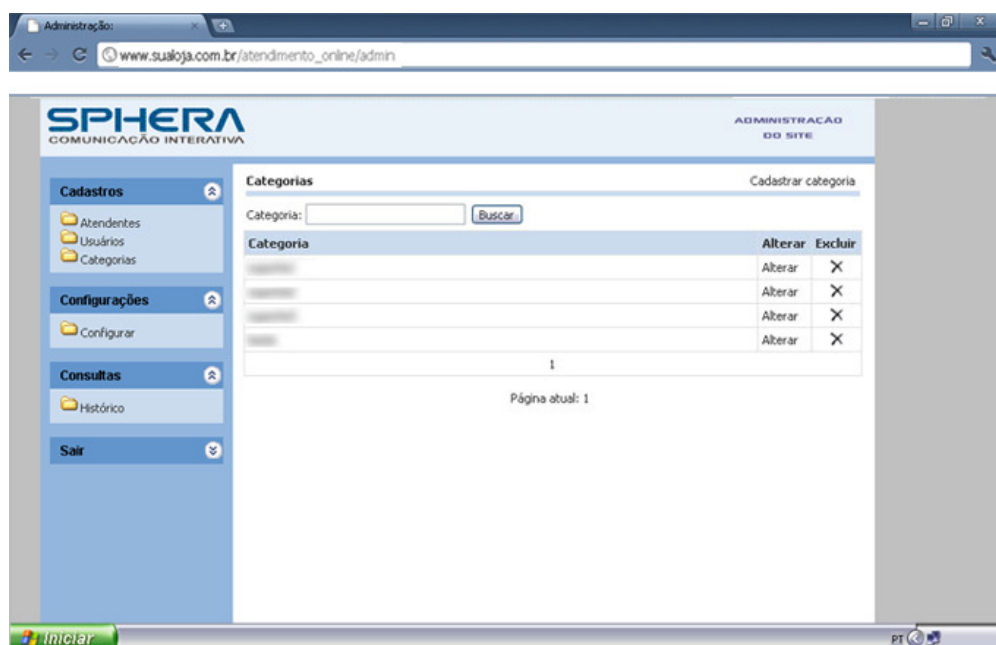 Administração:
www.sualoja.com.br/atendimento_online/admin
SPHERA
COMUNICAÇÃO INTERATIVA
ADMINISTRAÇÃO
DO SITE
Cadastros
Atendentes
Usuários
Categorias
Configurações
Configurar
Consultas
Histórico
Sair
Categorias Cadastrar categoria
Categoria: Buscar
Categoria Alterar Excluir
Alterar
Alterar
Alterar
Alterar
1
Página atual: 1
Iniciar PT